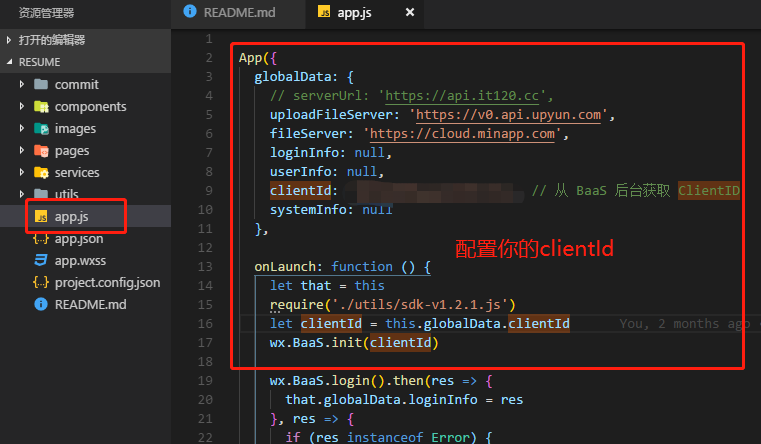 资源管理器
README.md
app.js
打开的编辑器
RESUME
commit
components
images
pages
services
utils
app.js
app.json
app.wxss
project.config.json
README.md
1
2 App({
3 globalData: {
4 // serverUrl: 'https://api.it120.cc',
5 uploadFileServer: 'https://v0.api.upyun.com',
6 fileServer: 'https://cloud.minapp.com',
7 loginInfo: null,
8 userInfo: null,
9 clientId: // 从 BaaS 后台获取 ClientID
10 systemInfo: null
11 },
12
配置你的clientId
13 onLaunch: function () {
14 let that = this
15 require('./utils/sdk-v1.2.1.js')
16 let clientId = this.globalData.clientId You, 2 months ago
17 wx.BaaS.init(clientId)
18
19 wx.BaaS.login().then(res => {
20 that.globalData.loginInfo = res
21 }, res => {
22 if (res instanceof Error) {